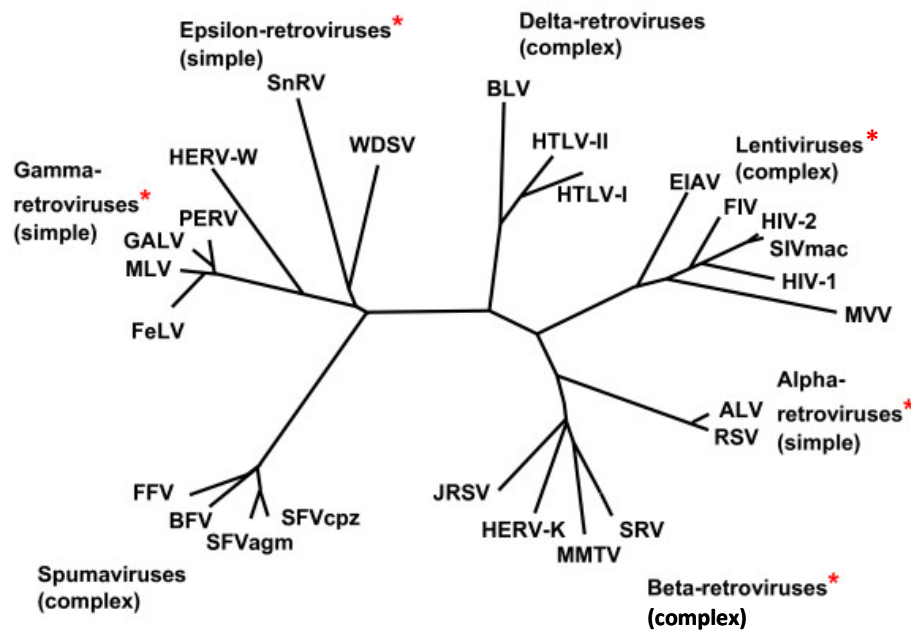 Epsilon-retroviruses*
(simple)
SnRV
WDSV
Delta-retroviruses
(complex)
BLV
HTLV-II
HTLV-I
Lentiviruses*
(complex)
EIAV
FIV
HIV-2
SIVmac
HIV-1
MVV
HERV-W
Gamma-
retroviruses*
(simple)
PERV
GALV
MLV
FeLV
Alpha-
retroviruses*
(simple)
ALV
RSV
FFV
BFV
SFVagm
SFVcpz
Spumaviruses
(complex)
JRSV
HERV-K
MMTV
SRV
Beta-retroviruses*
(complex)